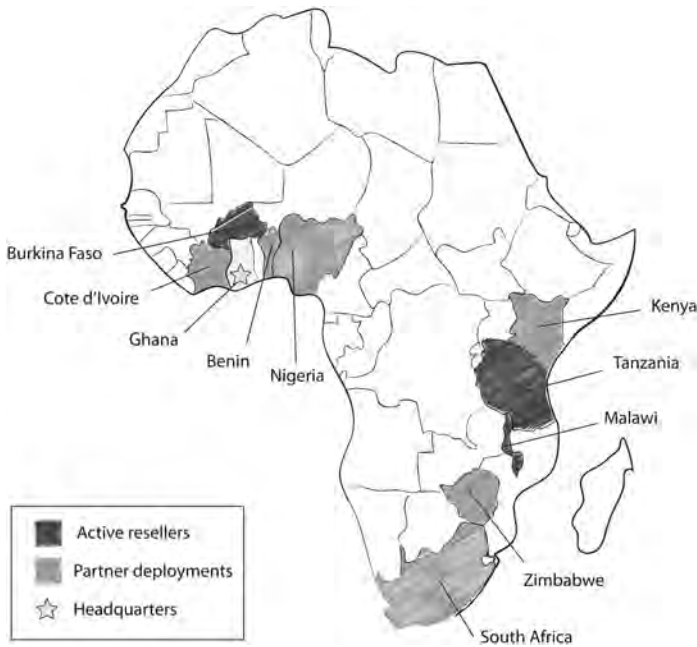 Burkina Faso
Cote d'Ivoire
Ghana
Benin
Nigeria
Kenya
Tanzania
Malawi
Zimbabwe
South Africa
Active resellers
Partner deployments
Headquarters